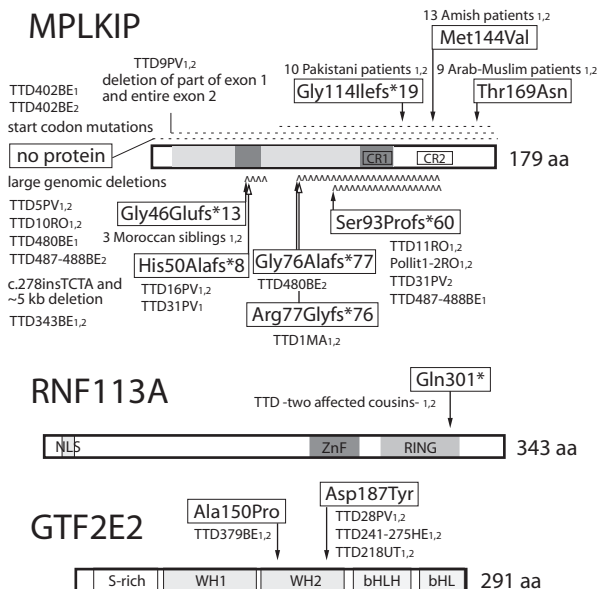 MPLKIP
13 Amish patients 1,2
Met144Val
TTD9PV1,2
deletion of part of exon 1
and entire exon 2
10 Pakistani patients 1,2
9 Arab-Muslim patients 1,2
TTD402BE1
TTD402BE2
Gly114Ilefs*19
Thr169Asn
start codon mutations
no protein
CR1
CR2
179 aa
large genomic deletions
TTD5PV1,2
TTD10RO1,2
TTD480BE1
TTD487-488BE2
c.278insTCTA and
~5 kb deletion
TTD343BE1,2
Gly46Glufs*13
3 Moroccan siblings 1,2
His50Alafs*8
TTD16PV1,2
TTD31PV1
Gly76Alafs*77
TTD480BE2
Arg77Glyfs*76
TTD1MA1,2
Ser93Profs*60
TTD11RO1,2
Pollit1-2RO1,2
TTD31PV2
TTD487-488BE1
RNF113A
Gln301*
TTD -two affected cousins- 1,2
NLS
ZnF
RING
343 aa
GTF2E2
Ala150Pro
TTD379BE1,2
Asp187Tyr
TTD28PV1,2
TTD241-275HE1,2
TTD218UT1,2
S-rich
WH1
WH2
bHLH
bHL
291 aa